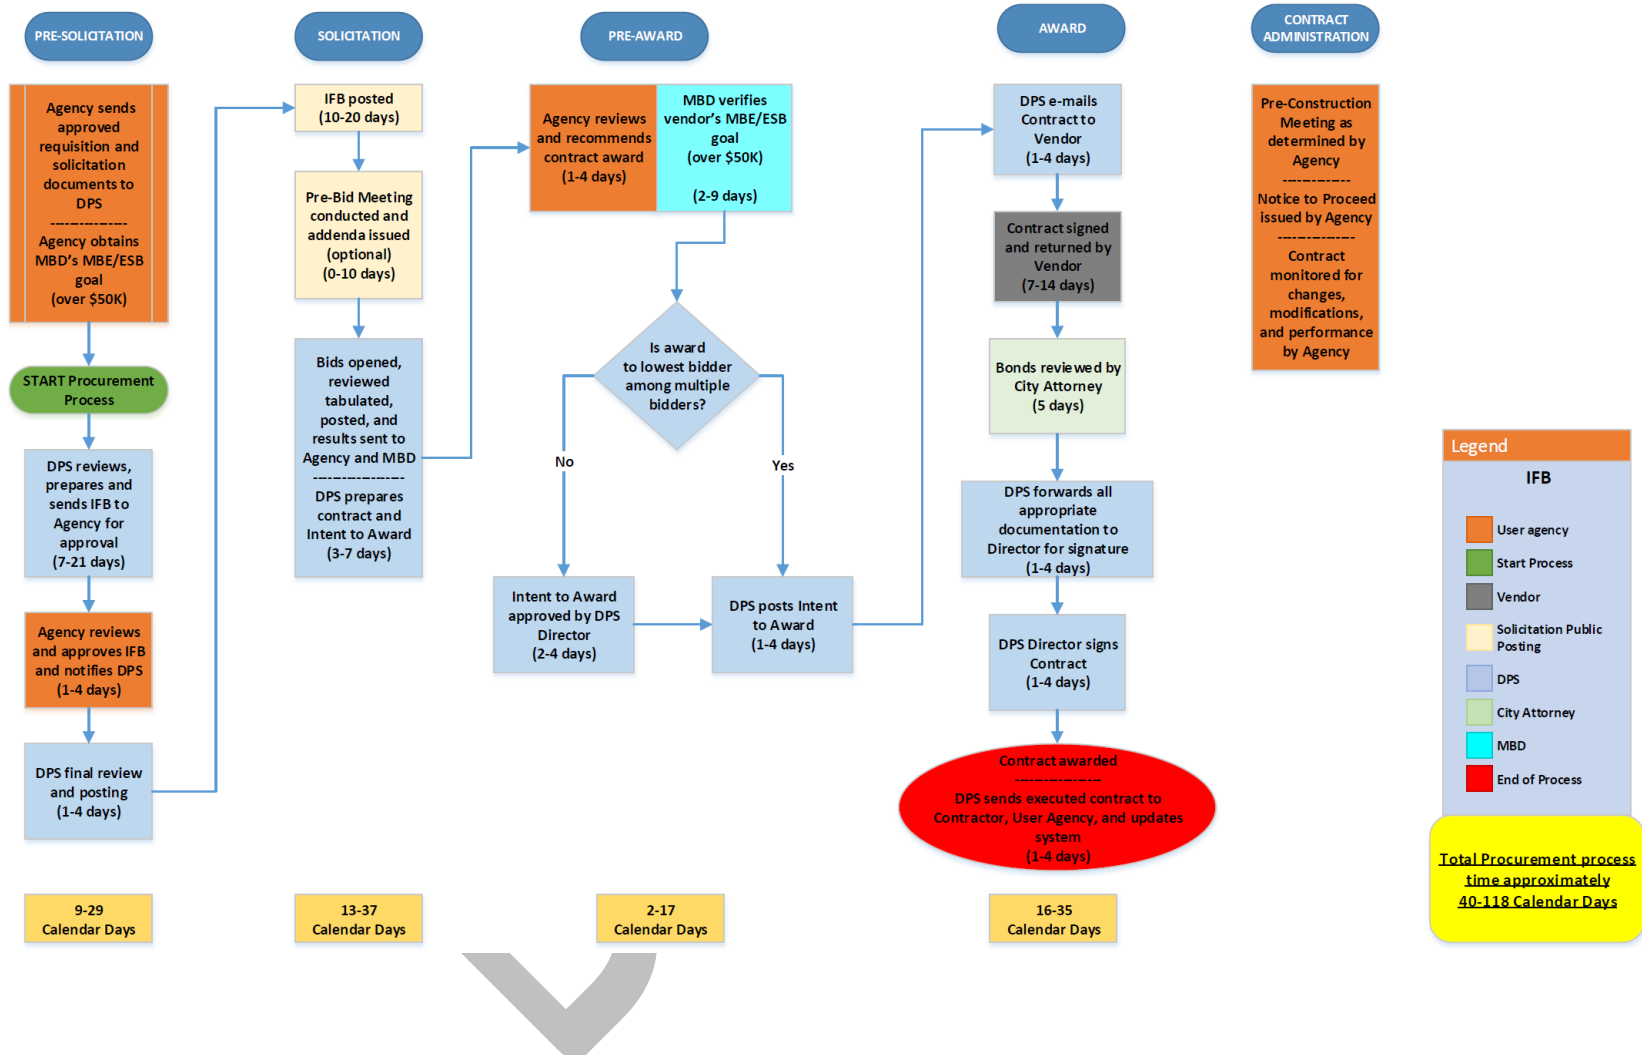 PRE-SOLICITATION
Agency sends
approved
requisition and
solicitation
documents to
DPS
----------------
Agency obtains
MBD's MBE/ESB
goal
(over $50K)
START Procurement
Process
DPS reviews,
prepares and
sends IFB to
Agency for
approval
(7-21 days)
Agency reviews
and approves IFB
and notifies DPS
(1-4 days)
DPS final review
and posting
(1-4 days)
9-29
Calendar Days
SOLICITATION
IFB posted
(10-20 days)
Pre-Bid Meeting
conducted and
addenda issued
(optional)
(0-10 days)
Bids opened,
reviewed
tabulated,
posted, and
results sent to
Agency and MBD
-------------------
DPS prepares
contract and
Intent to Award
(3-7 days)
13-37
Calendar Days
PRE-AWARD
Agency reviews
and recommends
contract award
(1-4 days)
MBD verifies
vendor's MBE/ESB
goal
(over $50K)
(2-9 days)
Is award
to lowest bidder
among multiple
bidders?
No
Yes
Intent to Award
approved by DPS
Director
(2-4 days)
DPS posts Intent
to Award
(1-4 days)
2-17
Calendar Days
AWARD
DPS e-mails
Contract to
Vendor
(1-4 days)
Contract signed
and returned by
Vendor
(7-14 days)
Bonds reviewed by
City Attorney
(5 days)
DPS forwards all
appropriate
documentation to
Director for signature
(1-4 days)
DPS Director signs
Contract
(1-4 days)
Contract awarded
------------------
DPS sends executed contract to
Contractor, User Agency, and updates
system
(1-4 days)
16-35
Calendar Days
CONTRACT
ADMINISTRATION
Pre-Construction
Meeting as
determined by
Agency
--------------
Notice to Proceed
issued by Agency
----------------
Contract
monitored for
changes,
modifications,
and performance
by Agency
Legend
IFB
User agency
Start Process
Vendor
Solicitation Public
Posting
DPS
City Attorney
MBD
End of Process
Total Procurement process
time approximately
40-118 Calendar Days